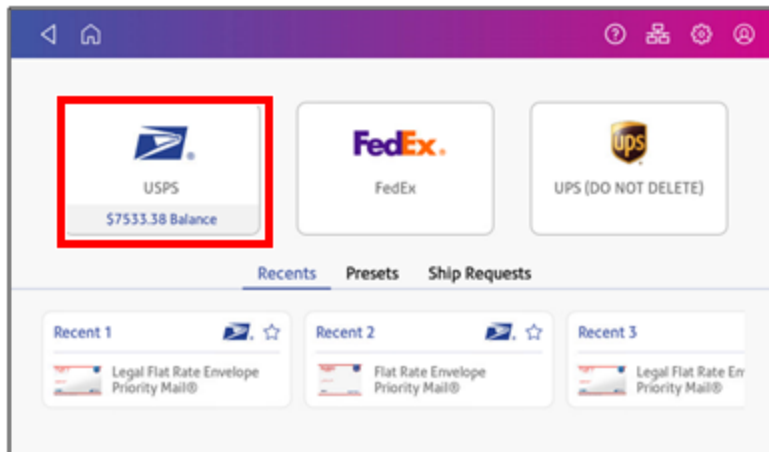 USPS
$7533.38 Balance
FedEx.
FedEx
ups
UPS (DO NOT DELETE)
Recents Presets Ship Requests
Recent 1
Legal Flat Rate Envelope
Priority Mail®
Recent 2
Flat Rate Envelope
Priority Mail®
Recent 3
Legal Flat Rate En
Priority Mail®